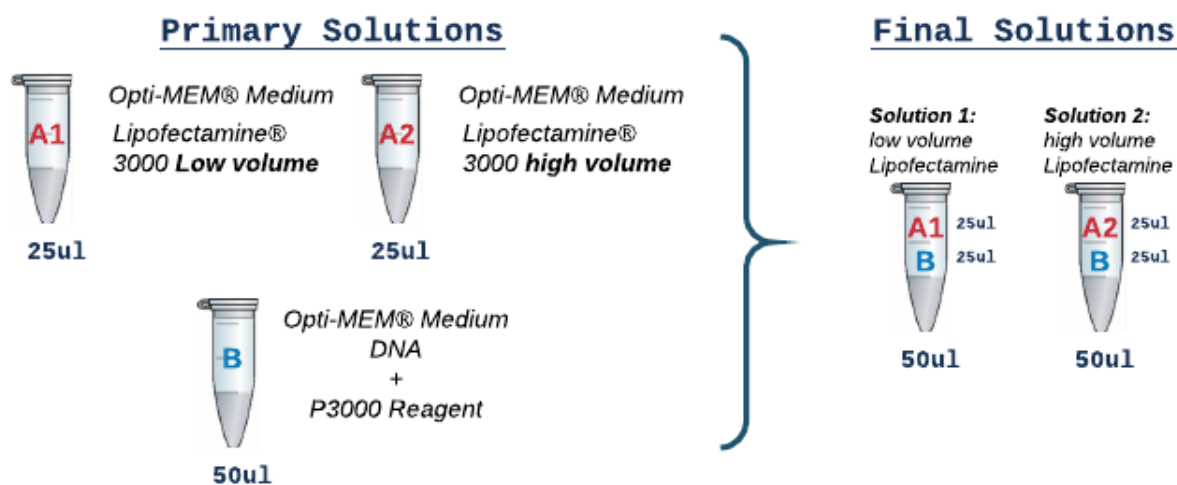 Primary Solutions
Final Solutions
A1
Opti-MEM® Medium
Lipofectamine®
3000 Low volume
25ul
A2
Opti-MEM® Medium
Lipofectamine®
3000 high volume
25ul
B
Opti-MEM® Medium
DNA
+
P3000 Reagent
50ul
Solution 1:
low volume
Lipofectamine
A1 25ul
B 25ul
50ul
Solution 2:
high volume
Lipofectamine
A2 25ul
B 25ul
50ul